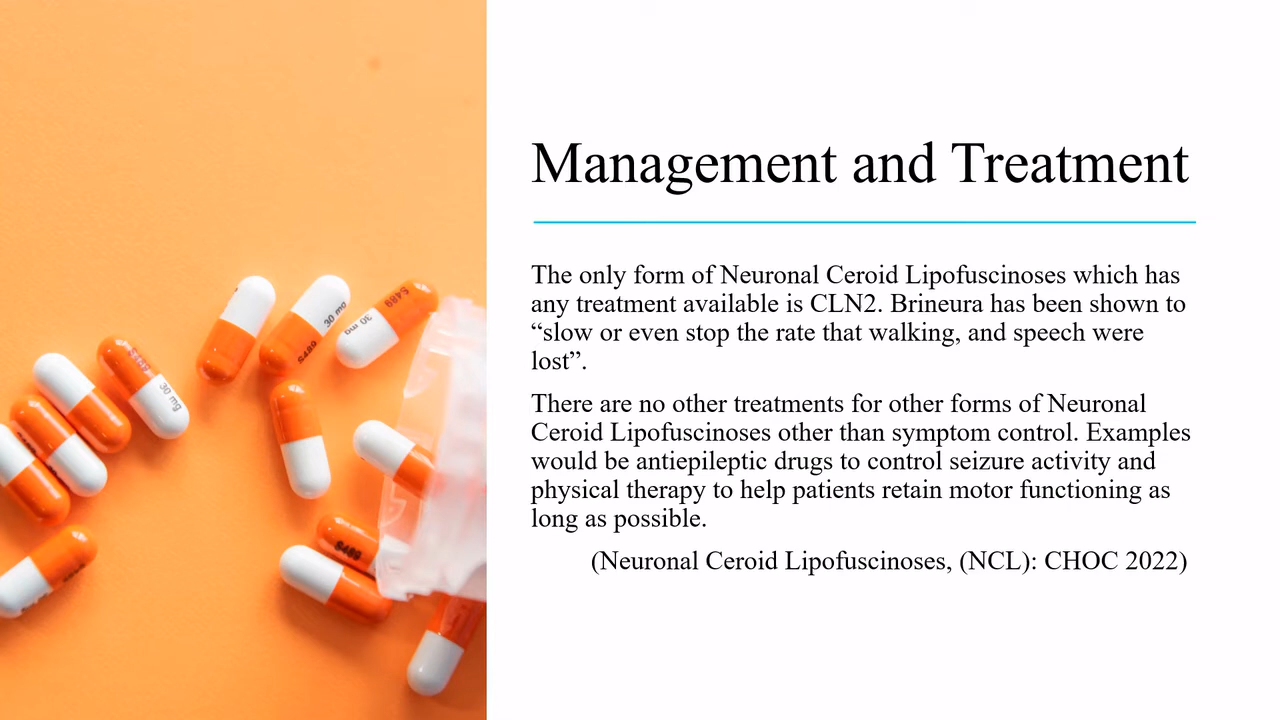 Management and Treatment
The only form of Neuronal Ceroid Lipofuscinoses which has
any treatment available is CLN2. Brineura has been shown to
“slow or even stop the rate that walking, and speech were
lost”.
There are no other treatments for other forms of Neuronal
Ceroid Lipofuscinoses other than symptom control. Examples
would be antiepileptic drugs to control seizure activity and
physical therapy to help patients retain motor functioning as
long as possible.
(Neuronal Ceroid Lipofuscinoses, (NCL): CHOC 2022)
30 mg
S489
30 mg
S489
30 mg
S489